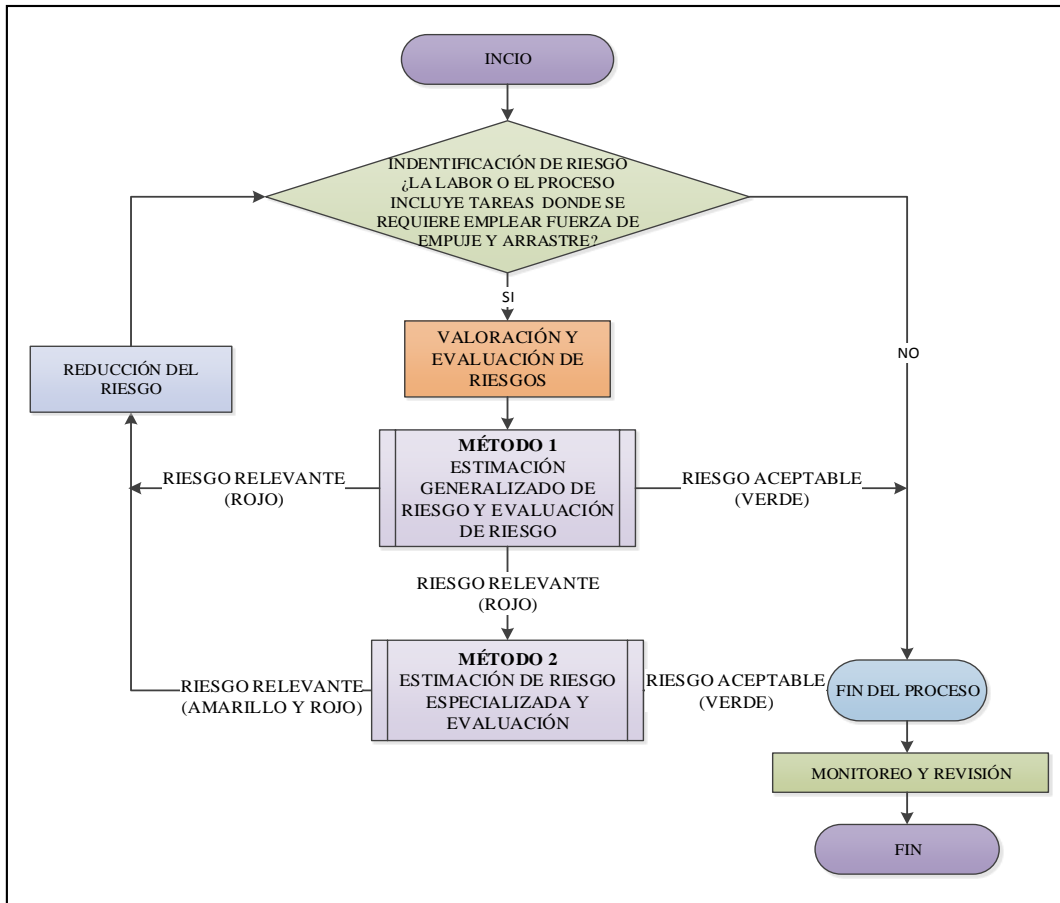 INCIO
INDENTIFICACIÓN DE RIESGO
¿LA LABOR O EL PROCESO
INCLUYE TAREAS DONDE SE
REQUIERE EMPLEAR FUERZA DE
EMPUJE Y ARRASTRE?
SI
NO
VALORACIÓN Y
EVALUACIÓN DE
RIESGOS
REDUCCIÓN DEL
RIESGO
MÉTODO 1
ESTIMACIÓN
GENERALIZADO DE
RIESGO Y EVALUACIÓN
DE RIESGO
RIESGO RELEVANTE
(ROJO)
RIESGO ACEPTABLE
(VERDE)
RIESGO RELEVANTE
(ROJO)
MÉTODO 2
ESTIMACIÓN DE RIESGO
ESPECIALIZADA Y
EVALUACIÓN
RIESGO RELEVANTE
(AMARILLO Y ROJO)
RIESGO ACEPTABLE
(VERDE)
FIN DEL PROCESO
MONITOREO Y REVISIÓN
FIN